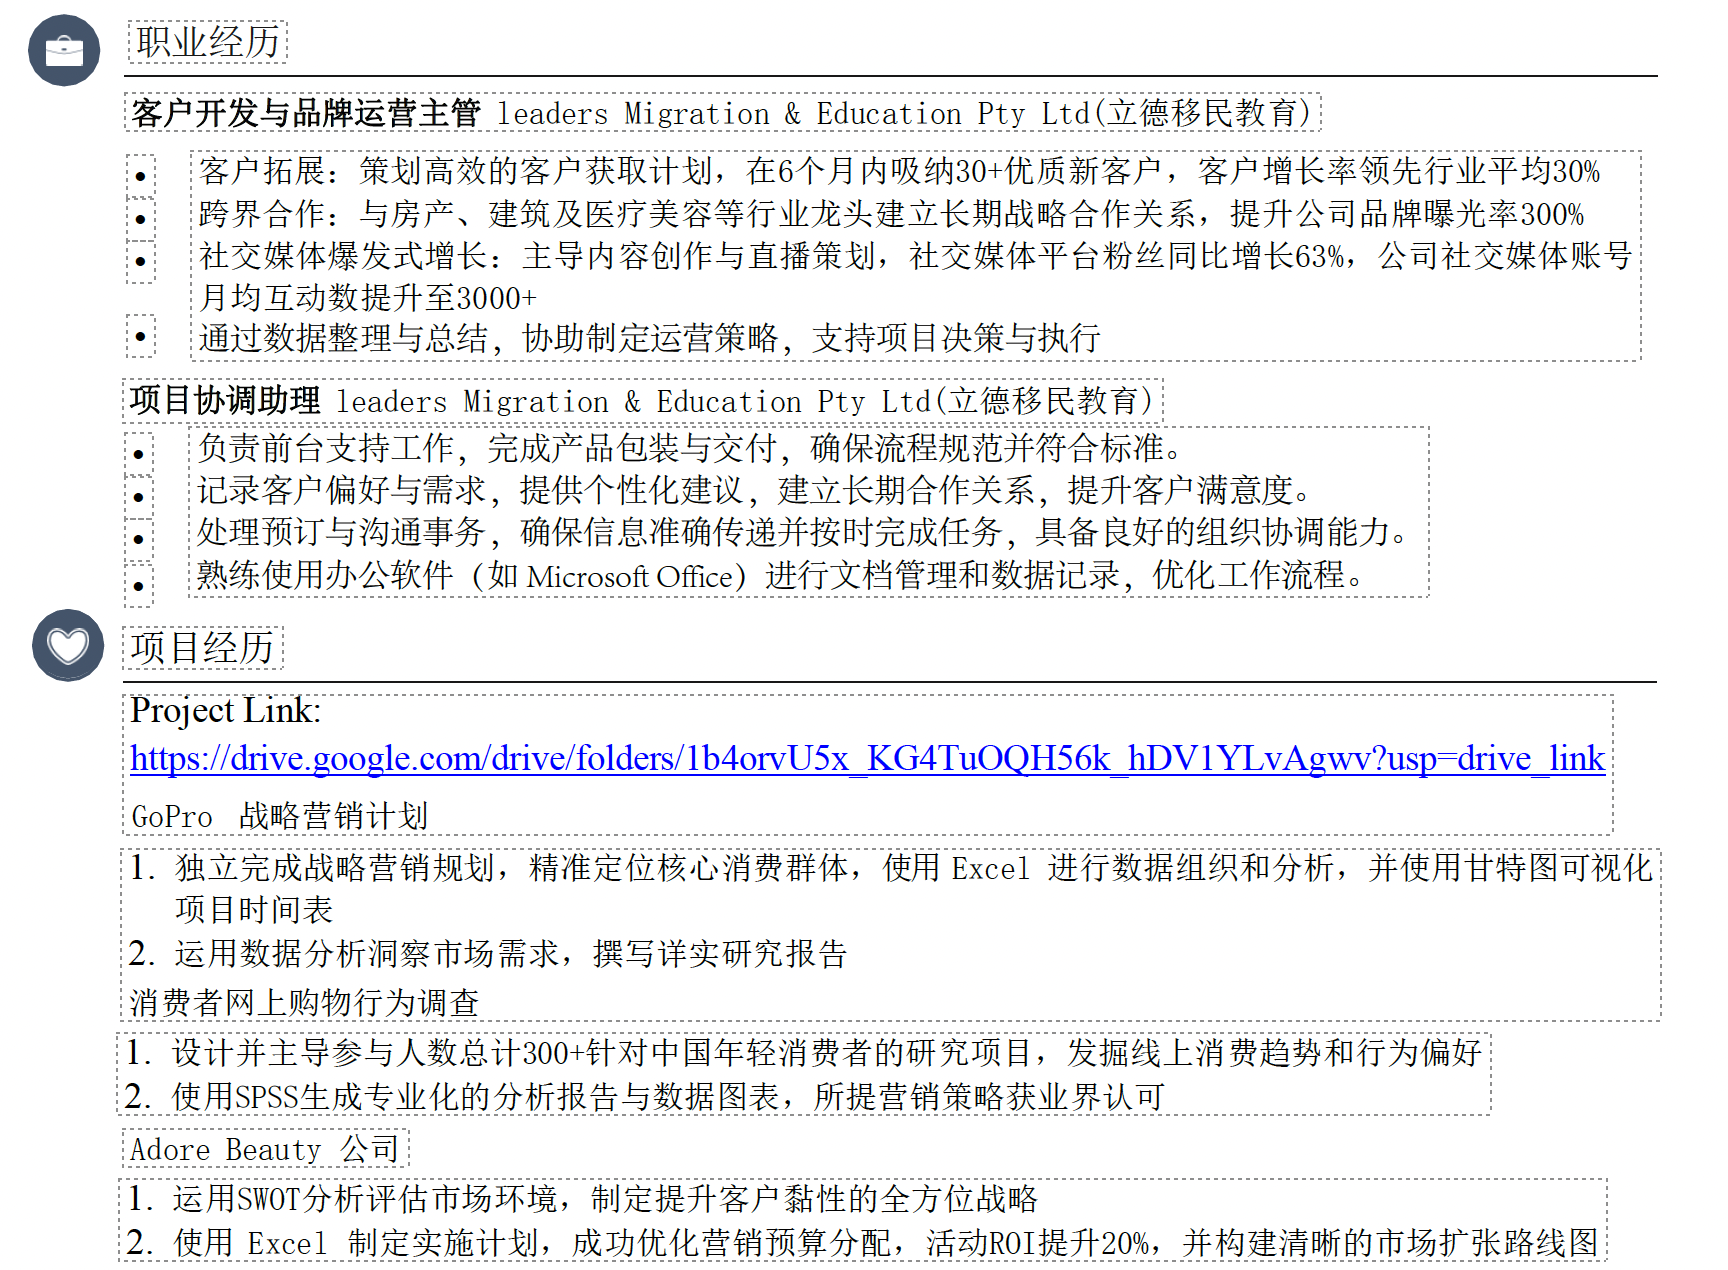 职业经历
客户开发与品牌运营主管 leaders Migration & Education Pty Ltd(立德移民教育)
• 客户拓展：策划高效的客户获取计划，在6个月内吸纳30+优质新客户，客户增长率领先行业平均30%
• 跨界合作：与房产、建筑及医疗美容等行业龙头建立长期战略合作关系，提升公司品牌曝光率300%
• 社交媒体爆发式增长：主导内容创作与直播策划，社交媒体平台粉丝同比增长63%，公司社交媒体账号
月均互动数提升至3000+
• 通过数据整理与总结，协助制定运营策略，支持项目决策与执行
项目协调助理 leaders Migration & Education Pty Ltd(立德移民教育)
• 负责前台支持工作，完成产品包装与交付，确保流程规范并符合标准。
• 记录客户偏好与需求，提供个性化建议，建立长期合作关系，提升客户满意度。
• 处理预订与沟通事务，确保信息准确传递并按时完成任务，具备良好的组织协调能力。
• 熟练使用办公软件（如 Microsoft Office）进行文档管理和数据记录，优化工作流程。
项目经历
Project Link:
https://drive.google.com/drive/folders/1b4orvU5x_KG4TuOQH56k_hDV1YLvAgwv?usp=drive_link
GoPro 战略营销计划
1. 独立完成战略营销规划，精准定位核心消费群体，使用 Excel 进行数据组织和分析，并使用甘特图可视化
项目时间表
2. 运用数据分析洞察市场需求，撰写详实研究报告
消费者网上购物行为调查
1. 设计并主导参与人数总计300+针对中国年轻消费者的研究项目，发掘线上消费趋势和行为偏好
2. 使用SPSS生成专业化的分析报告与数据图表，所提营销策略获业界认可
Adore Beauty 公司
1. 运用SWOT分析评估市场环境，制定提升客户黏性的全方位战略
2. 使用 Excel 制定实施计划，成功优化营销预算分配，活动ROI提升20%，并构建清晰的市场扩张路线图